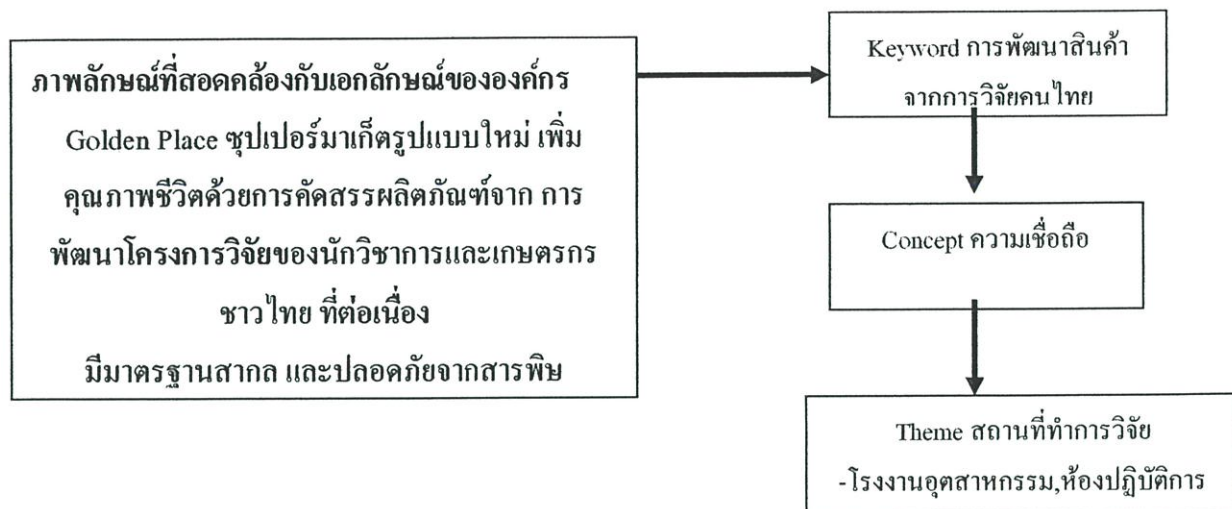 ภาพลักษณ์ที่สอดคล้องกับเอกลักษณ์ขององค์กร
Golden Place ซุปเปอร์มาเก็ตรูปแบบใหม่ เพิ่ม
คุณภาพชีวิตด้วยการคัดสรรผลิตภัณฑ์จาก การ
พัฒนาโครงการวิจัยของนักวิชาการและเกษตรกร
ชาวไทย ที่ต่อเนื่อง
มีมาตรฐานสากล และปลอดภัยจากสารพิษ
Keyword การพัฒนาสินค้า
จากการวิจัยคนไทย
Concept ความเชื่อถือ
Theme สถานที่ทำการวิจัย
-โรงงานอุตสาหกรรม,ห้องปฏิบัติการ